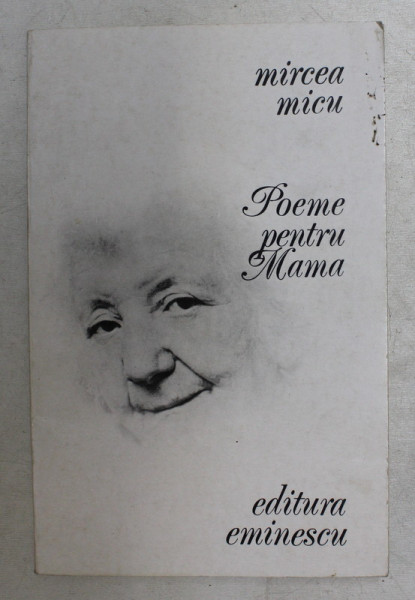 mircea
micu
Poeme
pentru
Mama
editura
eminescu